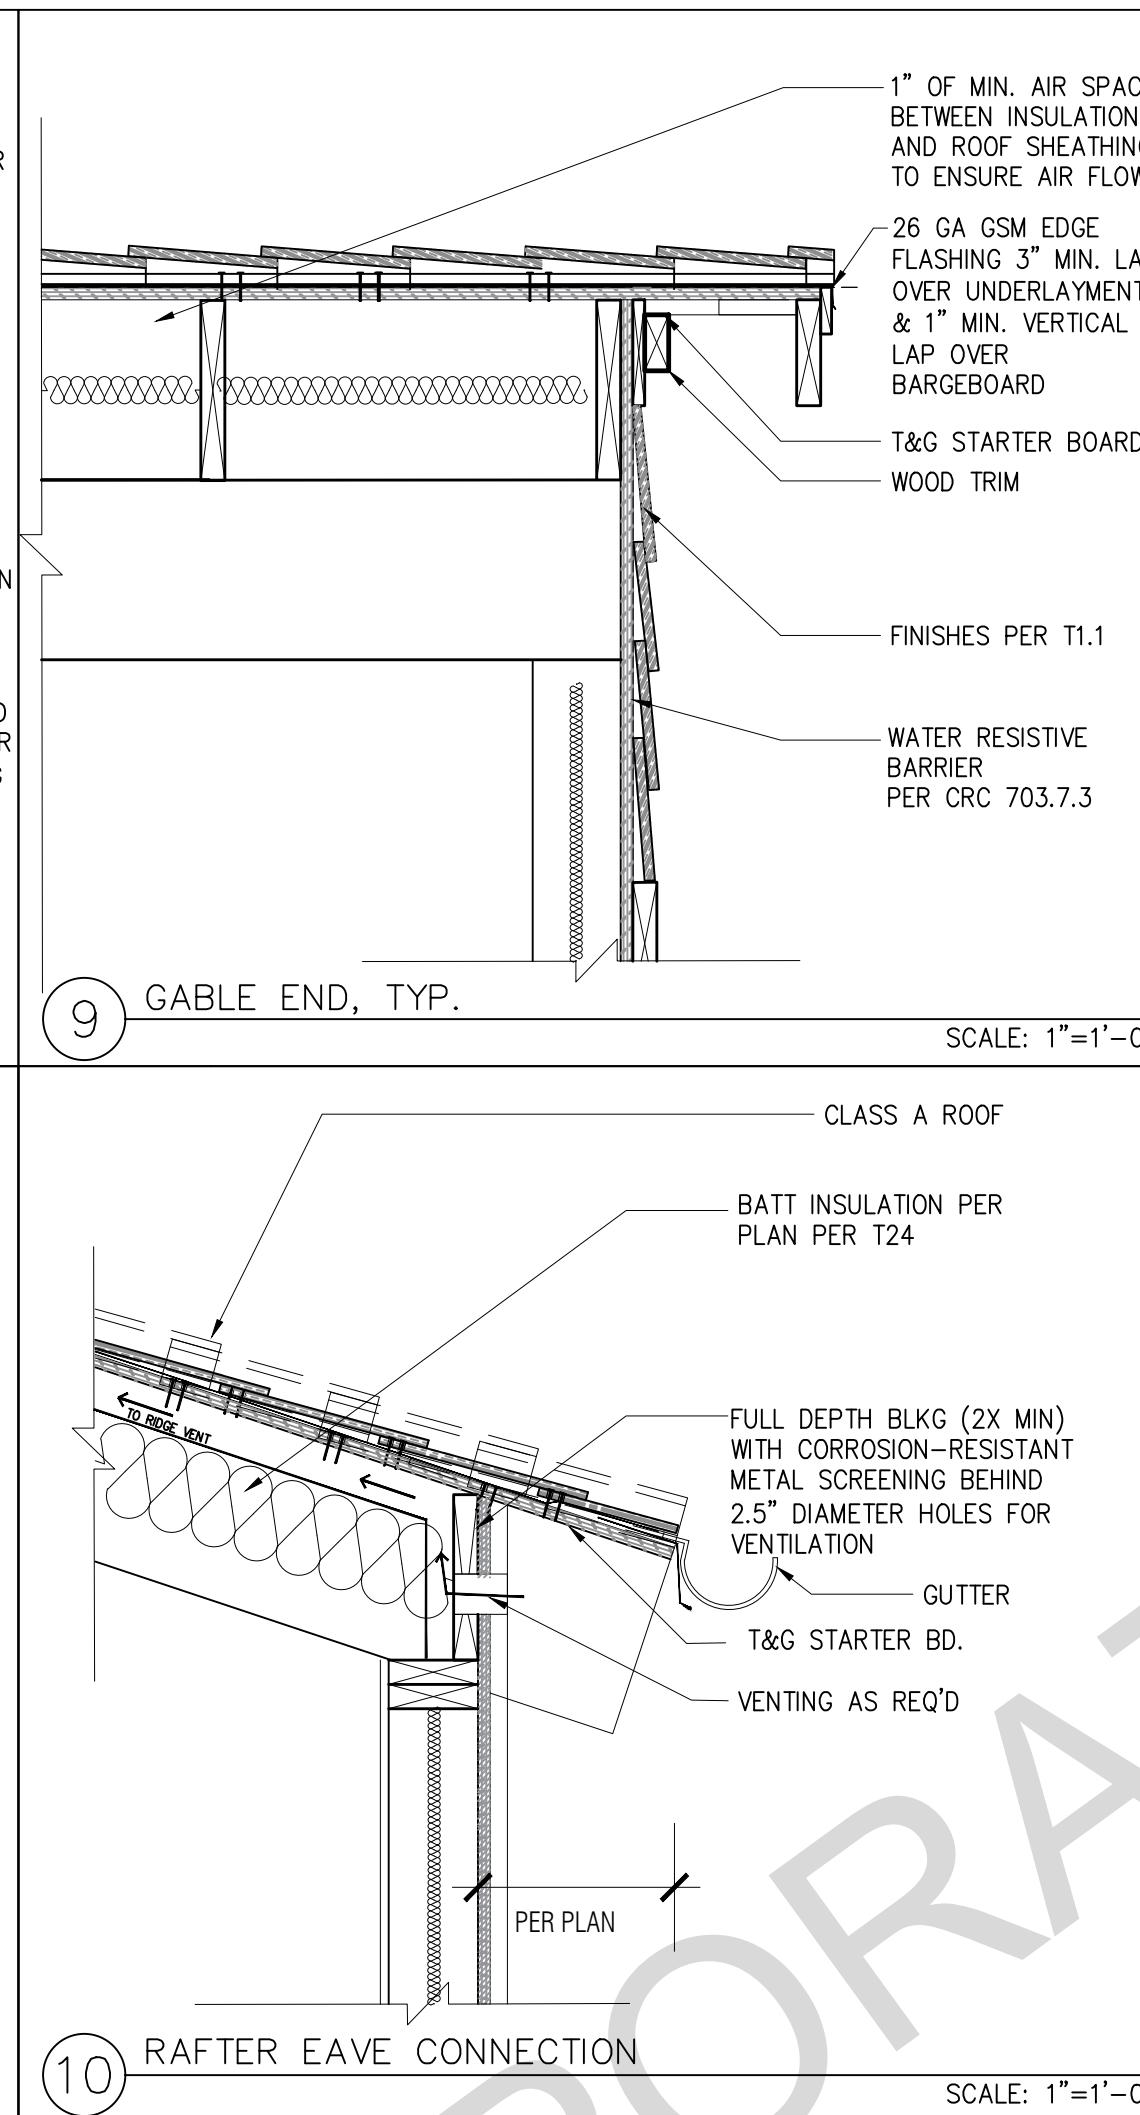 1" OF MIN. AIR SPAC
BETWEEN INSULATION
AND ROOF SHEATHING
TO ENSURE AIR FLOW
26 GA GSM EDGE
FLASHING 3" MIN. LA
OVER UNDERLAYMENT
& 1" MIN. VERTICAL
LAP OVER
BARGEBOARD
T&G STARTER BOARD
WOOD TRIM
FINISHES PER T1.1
WATER RESISTIVE
BARRIER
PER CRC 703.7.3
9 GABLE END, TYP.
SCALE: 1"=1'-0
CLASS A ROOF
BATT INSULATION PER
PLAN PER T24
TO RIDGE VENT
FULL DEPTH BLKG (2X MIN)
WITH CORROSION-RESISTANT
METAL SCREENING BEHIND
2.5" DIAMETER HOLES FOR
VENTILATION
GUTTER
T&G STARTER BD.
VENTING AS REQ'D
PER PLAN
10 RAFTER EAVE CONNECTION
SCALE: 1"=1'-0